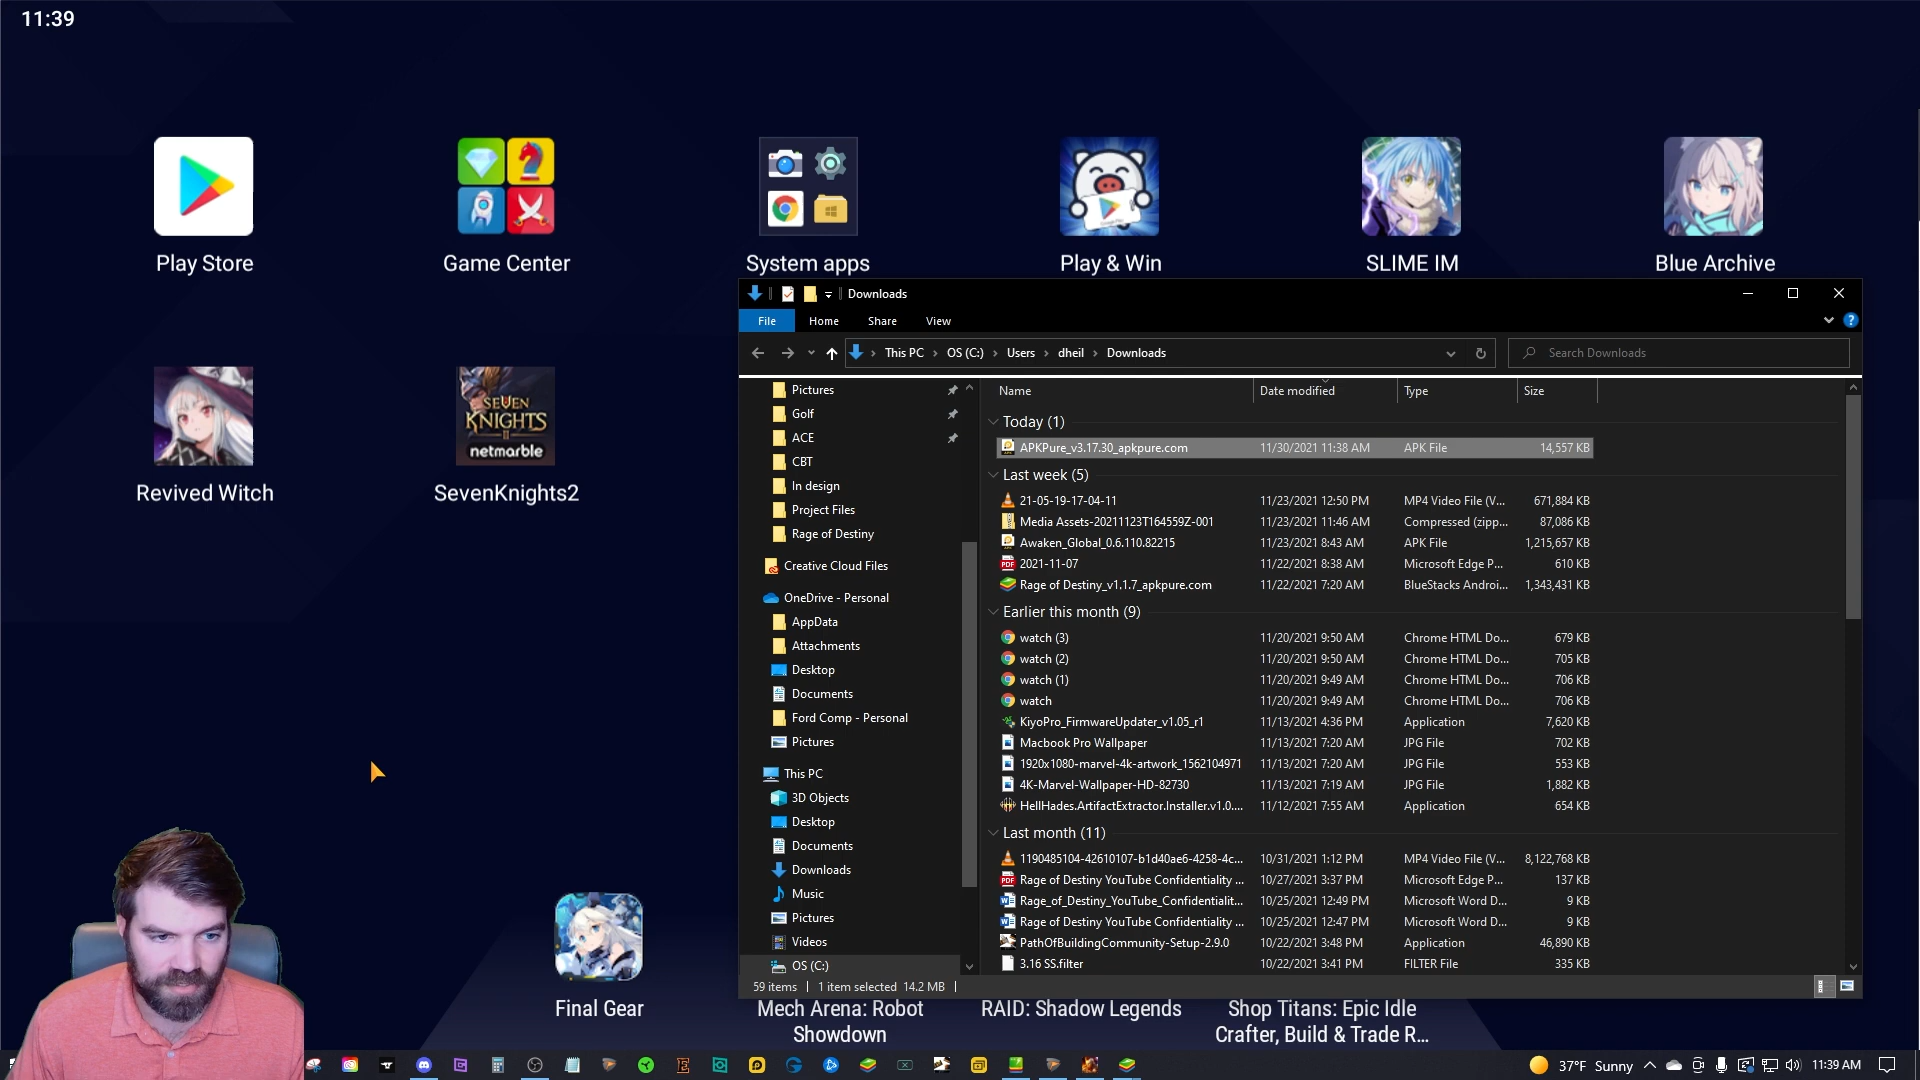 11:39
Play Store
Game Center
System apps
Play & Win
SLIME IM
Blue Archive
SEVEN
KNIGHTS
netmarble
Revived Witch
SevenKnights2
Downloads
File Home Share View
This PC › OS (C:) › Users › dheil › Downloads
Search Downloads
Pictures
Golf
ACE
CBT
In design
Project Files
Rage of Destiny
Creative Cloud Files
OneDrive - Personal
AppData
Attachments
Desktop
Documents
Ford Comp - Personal
Pictures
This PC
3D Objects
Desktop
Documents
Downloads
Music
Pictures
Videos
OS (C:)
Name Date modified Type Size
Today (1)
APKPure_v3.17.30_apkpure.com 11/30/2021 11:38 AM APK File 14,557 KB
Last week (5)
21-05-19-17-04-11 11/23/2021 12:50 PM MP4 Video File (V... 671,884 KB
Media Assets-20211123T164559Z-001 11/23/2021 11:46 AM Compressed (zipp... 87,086 KB
Awaken_Global_0.6.110.82215 11/23/2021 8:43 AM APK File 1,215,657 KB
2021-11-07 11/22/2021 8:38 AM Microsoft Edge P... 610 KB
Rage of Destiny_v1.1.7_apkpure.com 11/22/2021 7:20 AM BlueStacks Androi... 1,343,431 KB
Earlier this month (9)
watch (3) 11/20/2021 9:50 AM Chrome HTML Do... 679 KB
watch (2) 11/20/2021 9:50 AM Chrome HTML Do... 705 KB
watch (1) 11/20/2021 9:49 AM Chrome HTML Do... 706 KB
watch 11/20/2021 9:49 AM Chrome HTML Do... 706 KB
KiyoPro_FirmwareUpdater_v1.05_r1 11/13/2021 4:36 PM Application 7,620 KB
Macbook Pro Wallpaper 11/13/2021 7:20 AM JPG File 702 KB
1920x1080-marvel-4k-artwork_1562104971 11/13/2021 7:20 AM JPG File 553 KB
4K-Marvel-Wallpaper-HD-82730 11/13/2021 7:19 AM JPG File 1,882 KB
HellHades.ArtifactExtractor.Installer.v1.0.... 11/12/2021 7:55 AM Application 654 KB
Last month (11)
1190485104-42610107-b1d40ae6-4258-4c... 10/31/2021 1:12 PM MP4 Video File (V... 8,122,768 KB
Rage of Destiny YouTube Confidentiality ... 10/27/2021 3:37 PM Microsoft Edge P... 137 KB
Rage_of_Destiny_YouTube_Confidentialit... 10/25/2021 12:49 PM Microsoft Word D... 9 KB
Rage of Destiny YouTube Confidentiality ... 10/25/2021 12:47 PM Microsoft Word D... 9 KB
PathOfBuildingCommunity-Setup-2.9.0 10/22/2021 3:48 PM Application 46,890 KB
3.16 SS.filter 10/22/2021 3:41 PM FILTER File 335 KB
59 items 1 item selected 14.2 MB
Final Gear
Mech Arena: Robot
Showdown
RAID: Shadow Legends
Shop Titans: Epic Idle
Crafter, Build & Trade R...
37°F Sunny
11:39 AM